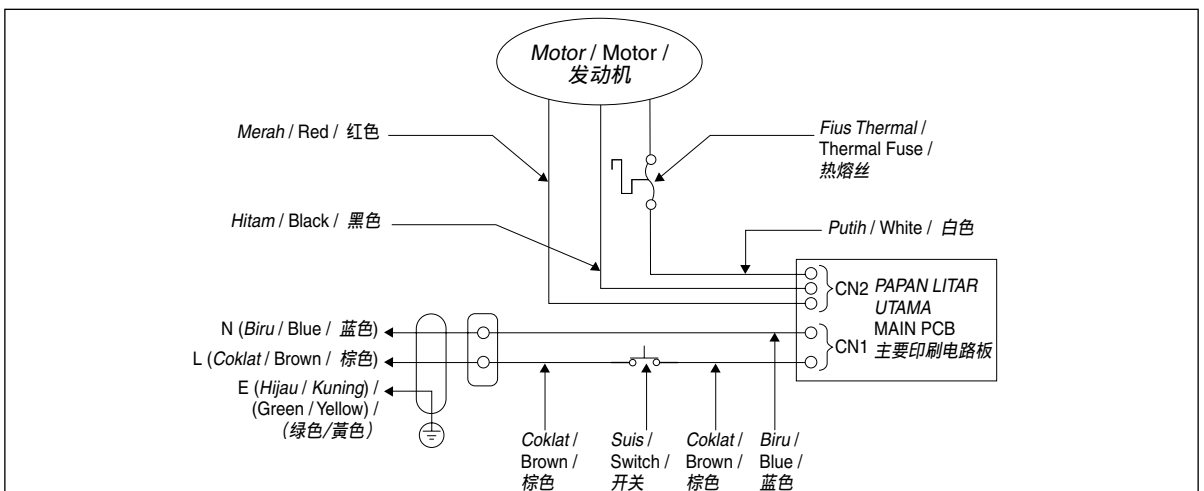 Motor / Motor /
发动机
Merah / Red / 红色
Fius Thermal /
Thermal Fuse /
热熔丝
Hitam / Black / 黑色
Putih / White / 白色
CN2 PAPAN LITAR
UTAMA
MAIN PCB
CN1 主要印刷电路板
N (Biru / Blue / 蓝色)
L (Coklat / Brown / 棕色)
E (Hijau / Kuning) /
(Green / Yellow) /
(绿色/黃色)
Coklat /
Brown /
棕色
Suis /
Switch /
开关
Coklat /
Brown /
棕色
Biru /
Blue /
蓝色